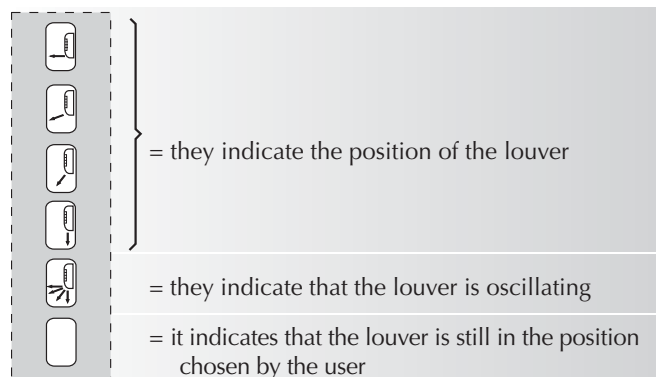 = they indicate the position of the louver
= they indicate that the louver is oscillating
= it indicates that the louver is still in the position
chosen by the user